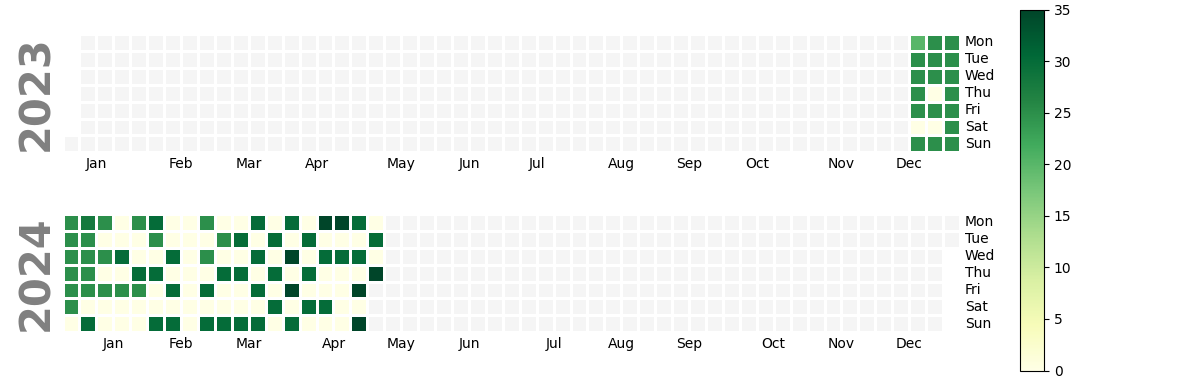 2023
Mon
Tue
Wed
Thu
Fri
Sat
Sun
Jan Feb Mar Apr May Jun Jul Aug Sep Oct Nov Dec
2024
Mon
Tue
Wed
Thu
Fri
Sat
Sun
Jan Feb Mar Apr May Jun Jul Aug Sep Oct Nov Dec
35
30
25
20
15
10
5
0